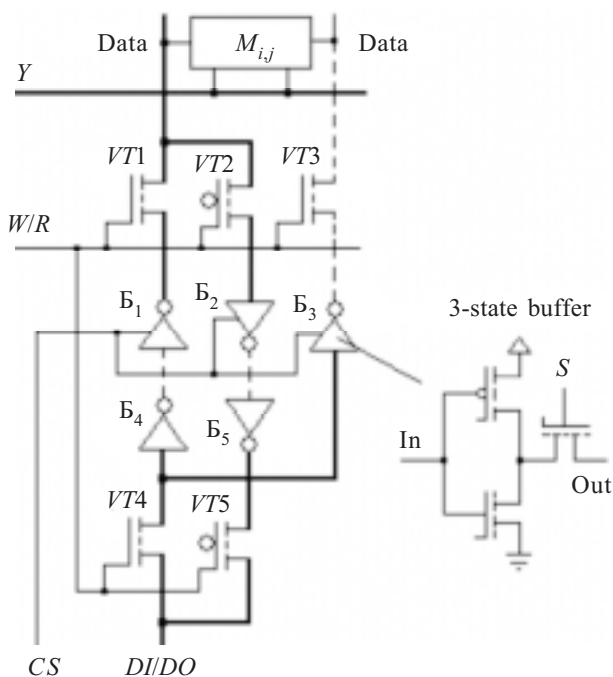 Data
M i,j
Data
Y
VT1
VT2
VT3
W/R
Б1
Б2
Б3
3-state buffer
S
In
Out
Б4
Б5
VT4
VT5
CS
DI/DO